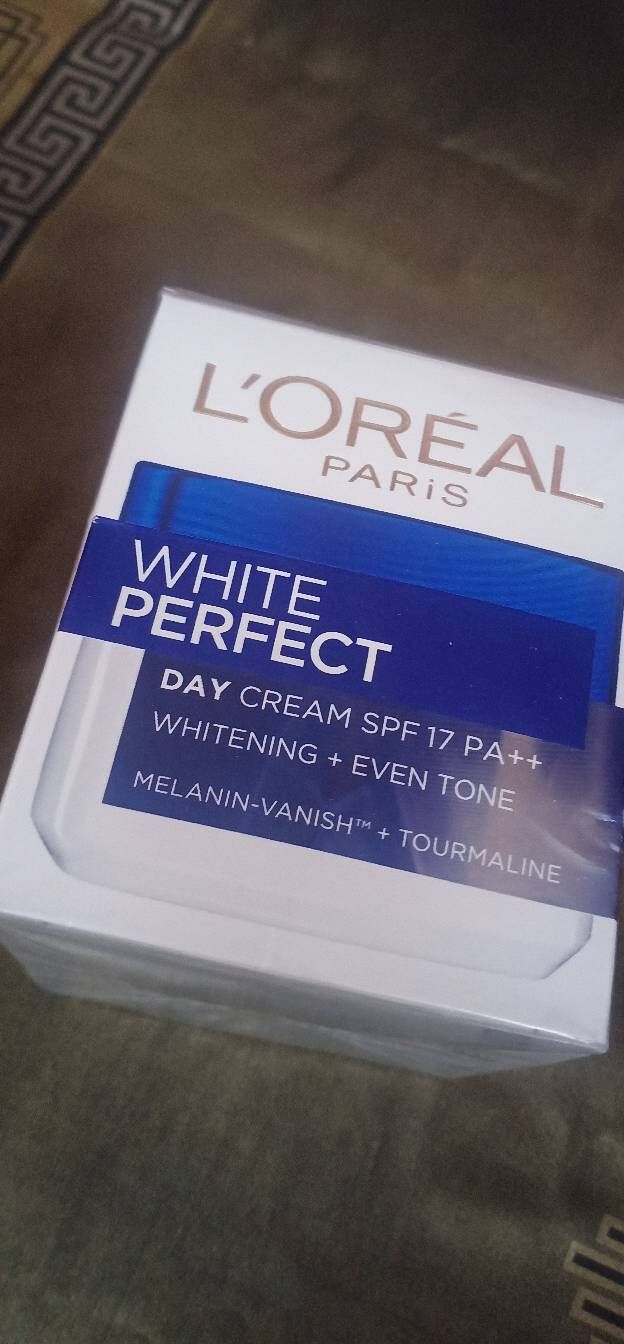 L'ORÉAL
PARiS
WHITE
PERFECT
DAY CREAM SPF 17 PA++
WHITENING + EVEN TONE
MELANIN-VANISH™ + TOURMALINE